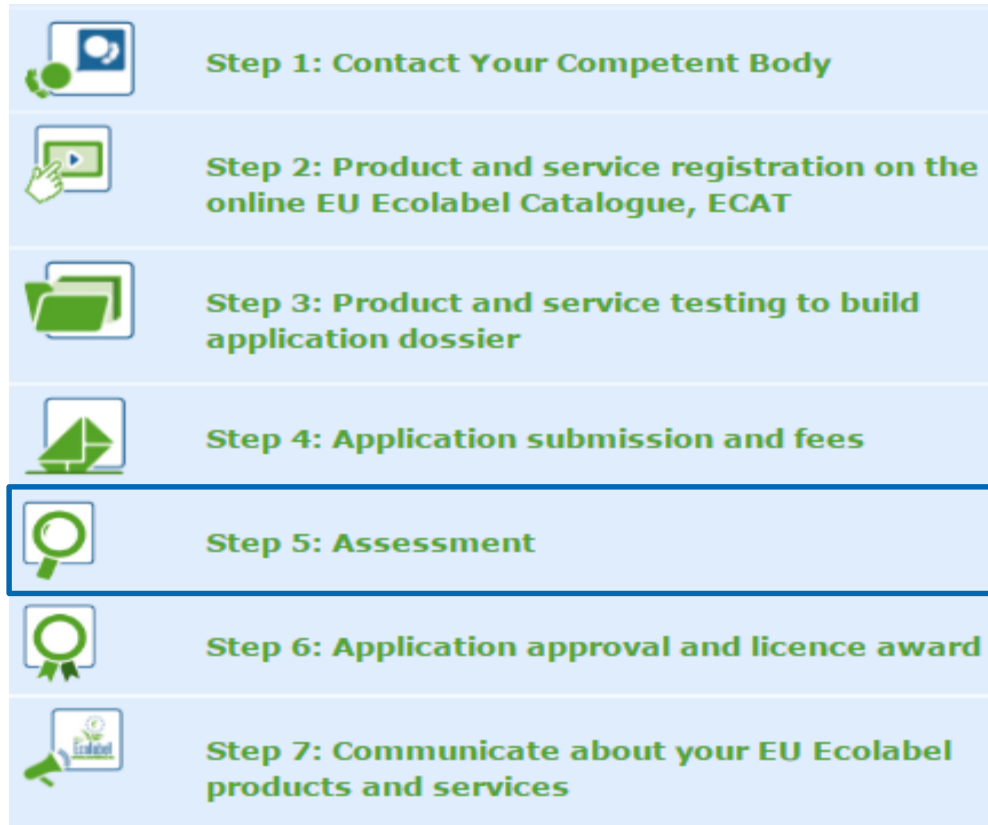 Step 1: Contact Your Competent Body
Step 2: Product and service registration on the
online EU Ecolabel Catalogue, ECAT
Step 3: Product and service testing to build
application dossier
Step 4: Application submission and fees
Step 5: Assessment
Step 6: Application approval and licence award
Ecolabel
Step 7: Communicate about your EU Ecolabel
products and services